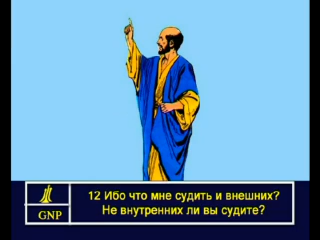 12 Ибо что мне судить и внешних?
Не внутренних ли вы судите?
GNP